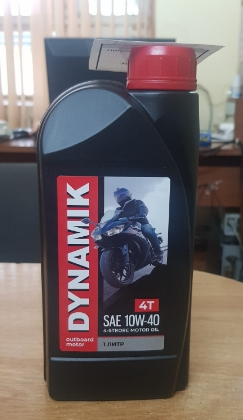 DYNAMIK
outboard
motor
4T
SAE 10W-40
4-STROKE MOTOR OIL
1 ЛИТР